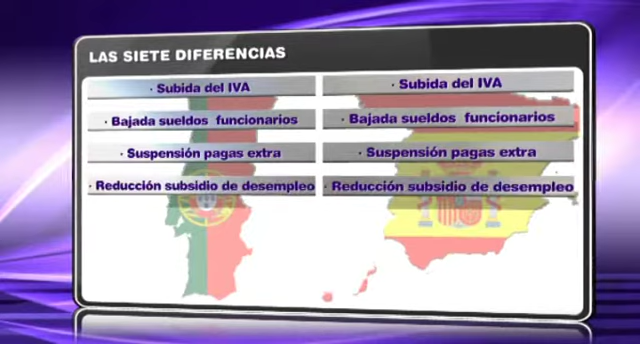 LAS SIETE DIFERENCIAS
· Subida del IVA
· Subida del IVA
· Bajada sueldos funcionarios
· Bajada sueldos funcionarios
· Suspensión pagas extra
· Suspensión pagas extra
· Reducción subsidio de desempleo
· Reducción subsidio de desempleo